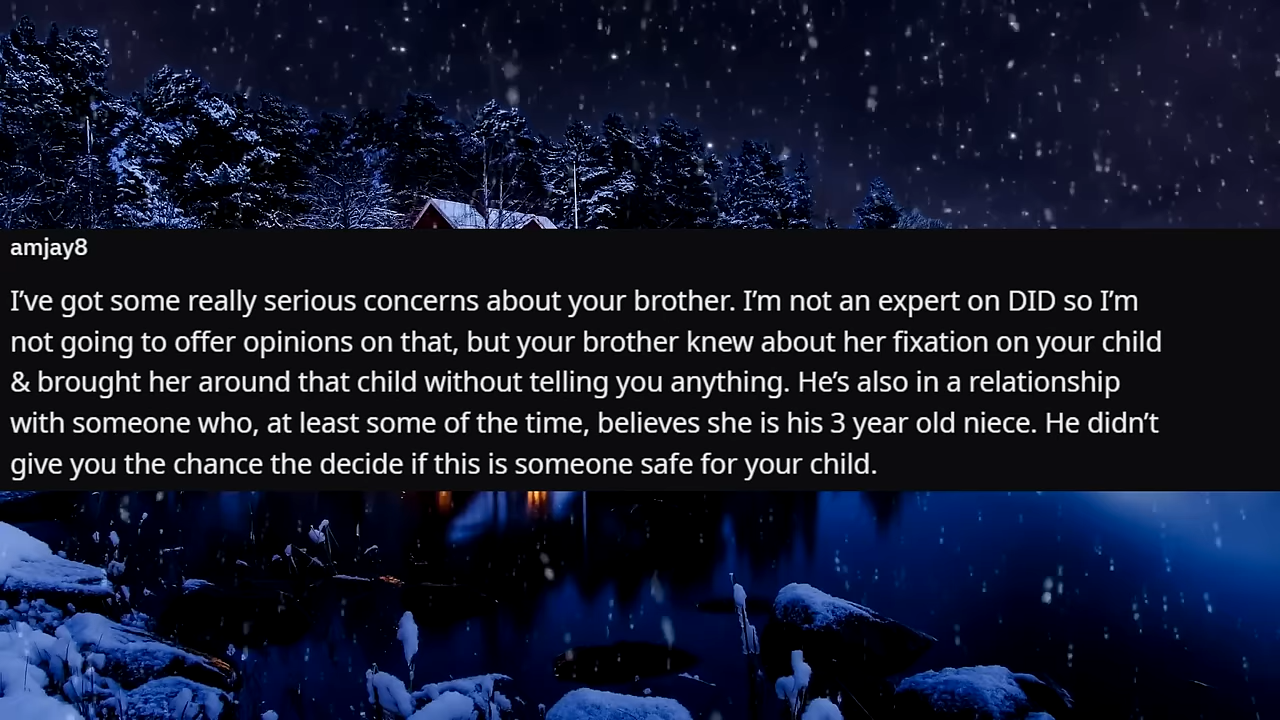 amjay8
I’ve got some really serious concerns about your brother. I’m not an expert on DID so I’m
not going to offer opinions on that, but your brother knew about her fixation on your child
& brought her around that child without telling you anything. He’s also in a relationship
with someone who, at least some of the time, believes she is his 3 year old niece. He didn’t
give you the chance the decide if this is someone safe for your child.